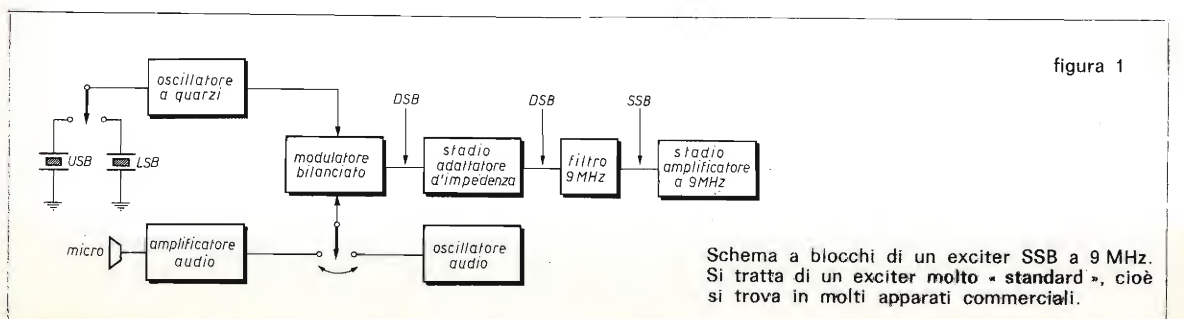 figura 1
oscillatore
a quarzi
USB
LSB
DSB
DSB
SSB
modulatore
bilanciato
stadio
adattatore
d'impedenza
filtro
9 MHz
stadio
amplificatore
a 9 MHz
micro
amplificatore
audio
oscillatore
audio
Schema a blocchi di un exciter SSB a 9 MHz.
Si tratta di un exciter molto « standard », cioè
si trova in molti apparati commerciali.